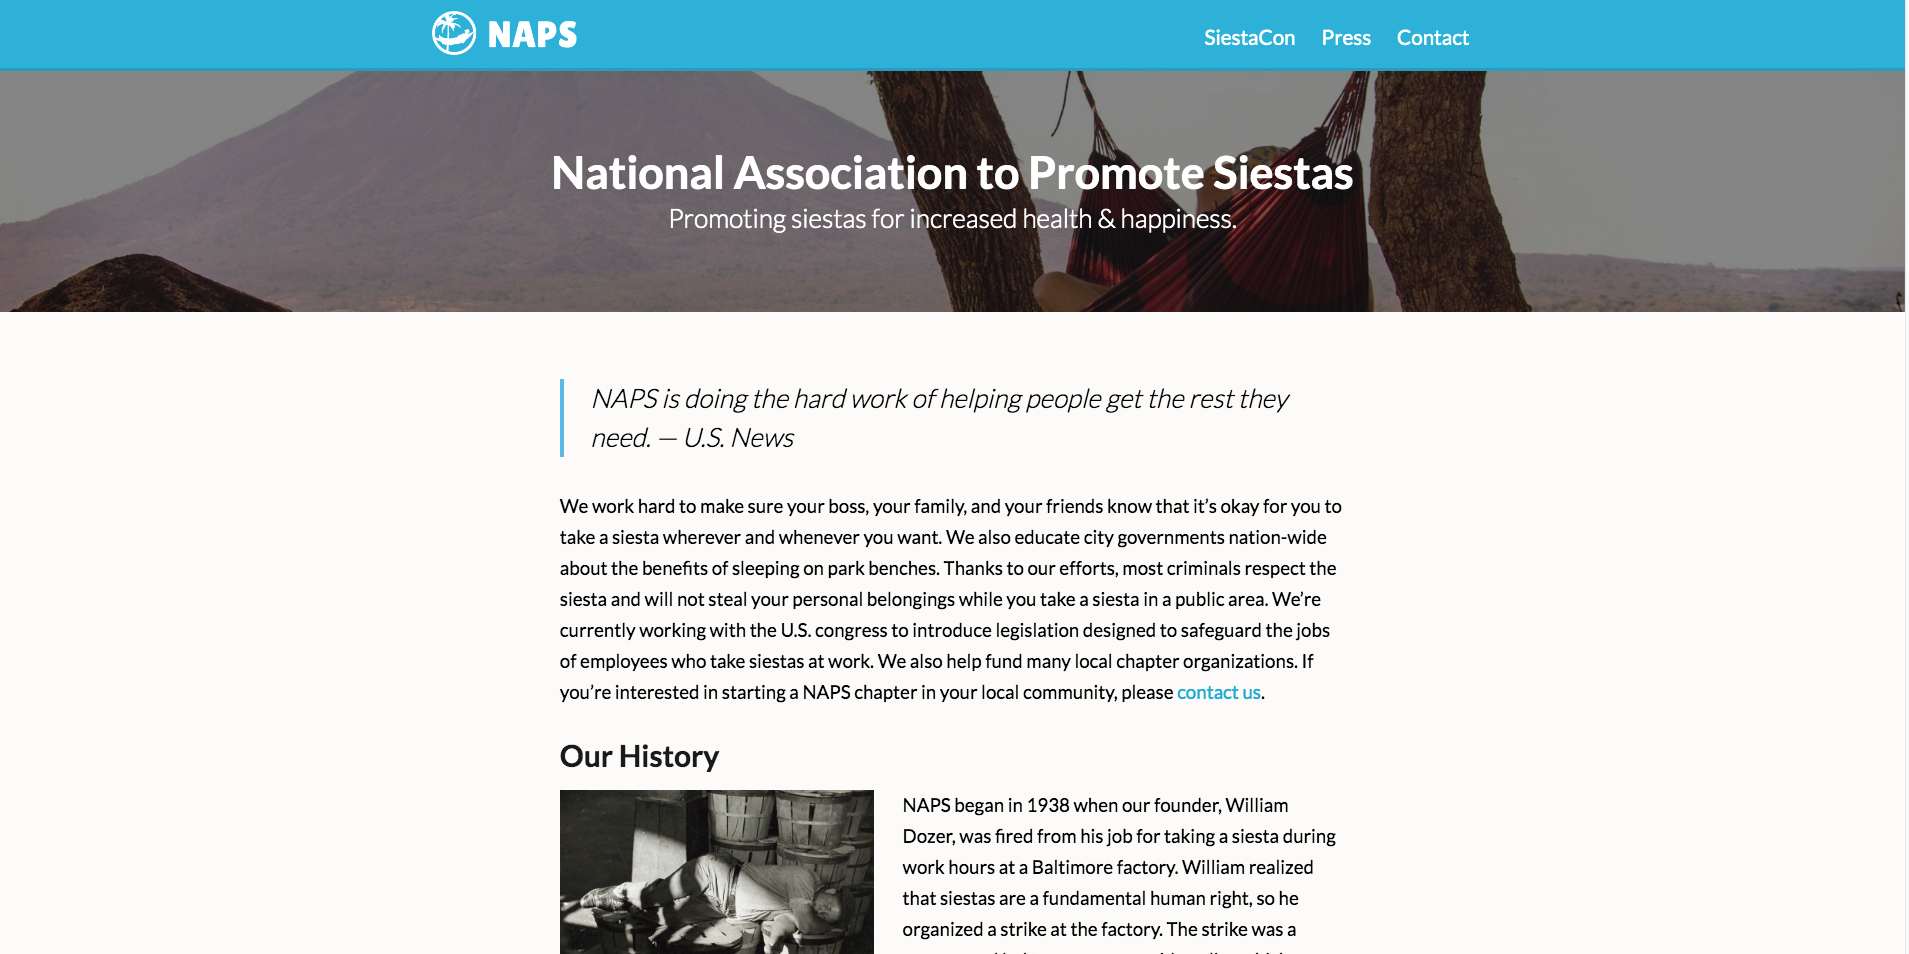 NAPS
SiestaCon Press Contact
National Association to Promote Siestas
Promoting siestas for increased health & happiness.
NAPS is doing the hard work of helping people get the rest they
need. — U.S. News
We work hard to make sure your boss, your family, and your friends know that it’s okay for you to
take a siesta wherever and whenever you want. We also educate city governments nation-wide
about the benefits of sleeping on park benches. Thanks to our efforts, most criminals respect the
siesta and will not steal your personal belongings while you take a siesta in a public area. We’re
currently working with the U.S. congress to introduce legislation designed to safeguard the jobs
of employees who take siestas at work. We also help fund many local chapter organizations. If
you’re interested in starting a NAPS chapter in your local community, please contact us.
Our History
NAPS began in 1938 when our founder, William
Dozer, was fired from his job for taking a siesta during
work hours at a Baltimore factory. William realized
that siestas are a fundamental human right, so he
organized a strike at the factory. The strike was a